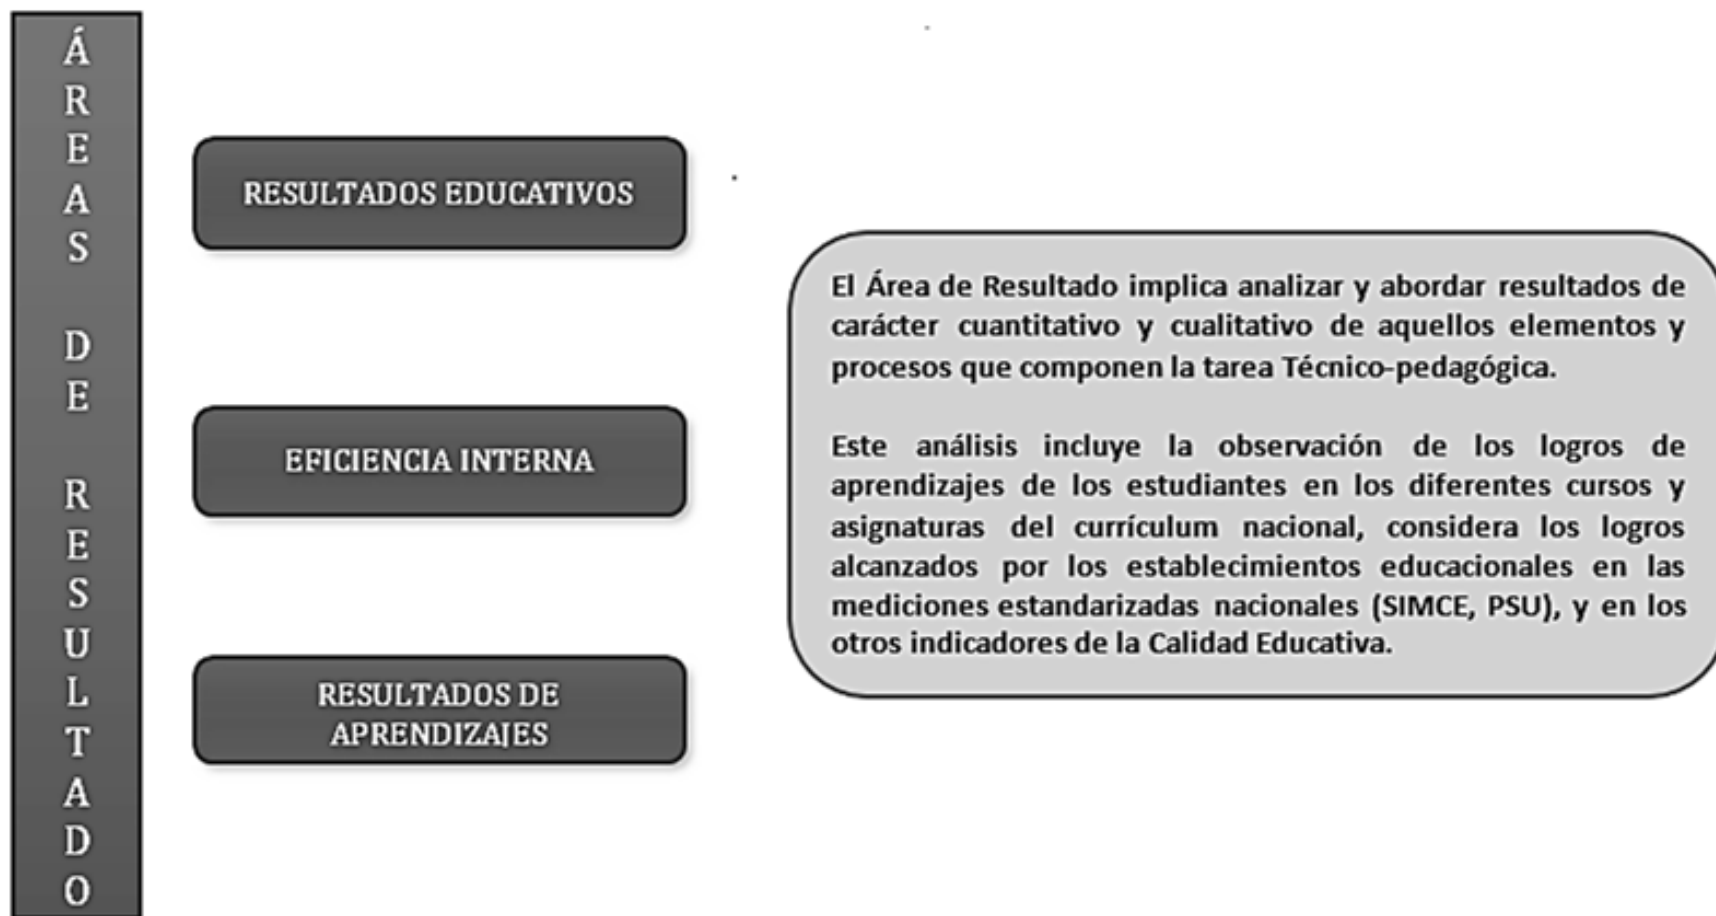 ÁREAS DE RESULTADO
RESULTADOS EDUCATIVOS
EFICIENCIA INTERNA
RESULTADOS DE
APRENDIZAJES
El Área de Resultado implica analizar y abordar resultados de
carácter cuantitativo y cualitativo de aquellos elementos y
procesos que componen la tarea Técnico-pedagógica.
Este análisis incluye la observación de los logros de
aprendizajes de los estudiantes en los diferentes cursos y
asignaturas del currículum nacional, considera los logros
alcanzados por los establecimientos educacionales en las
mediciones estandarizadas nacionales (SIMCE, PSU), y en los
otros indicadores de la Calidad Educativa.